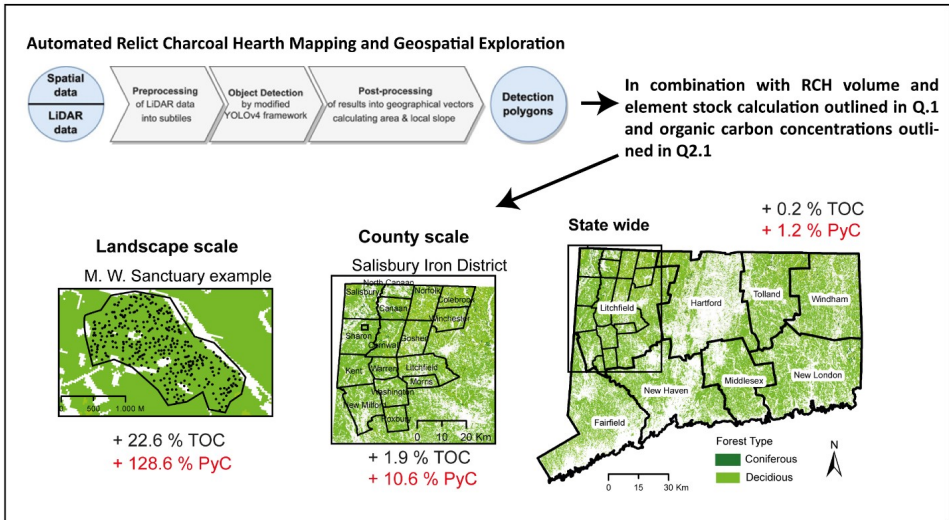 Automated Relict Charcoal Hearth Mapping and Geospatial Exploration
Spatial
data
LiDAR
data
Preprocessing
of LiDAR data
into subtiles
Object Detection
by modified
YOLOv4 framework
Post-processing
of results into geographical vectors
calculating area & local slope
Detection
polygons
In combination with RCH volume and
element stock calculation outlined in Q.1
and organic carbon concentrations outli-
ned in Q2.1
Landscape scale
M. W. Sanctuary example
0 500 1.000 M
+ 22.6 % TOC
+ 128.6 % PyC
County scale
Salisbury Iron District
North Canaan
Salisbury
Norfolk
Colebrook
Canaan
Winchester
Sharon
Cornwall
Goshen
Kent
Warren
Litchfield
Morris
Washington
New Milford
Roxbury
0 10 20 Km
+ 1.9 % TOC
+ 10.6 % PyC
State wide
+ 0.2 % TOC
+ 1.2 % PyC
Litchfield
Hartford
Tolland
Windham
New Haven
Middlesex
New London
Fairfield
Forest Type
Coniferous
Decidious
N
0 15 30 Km